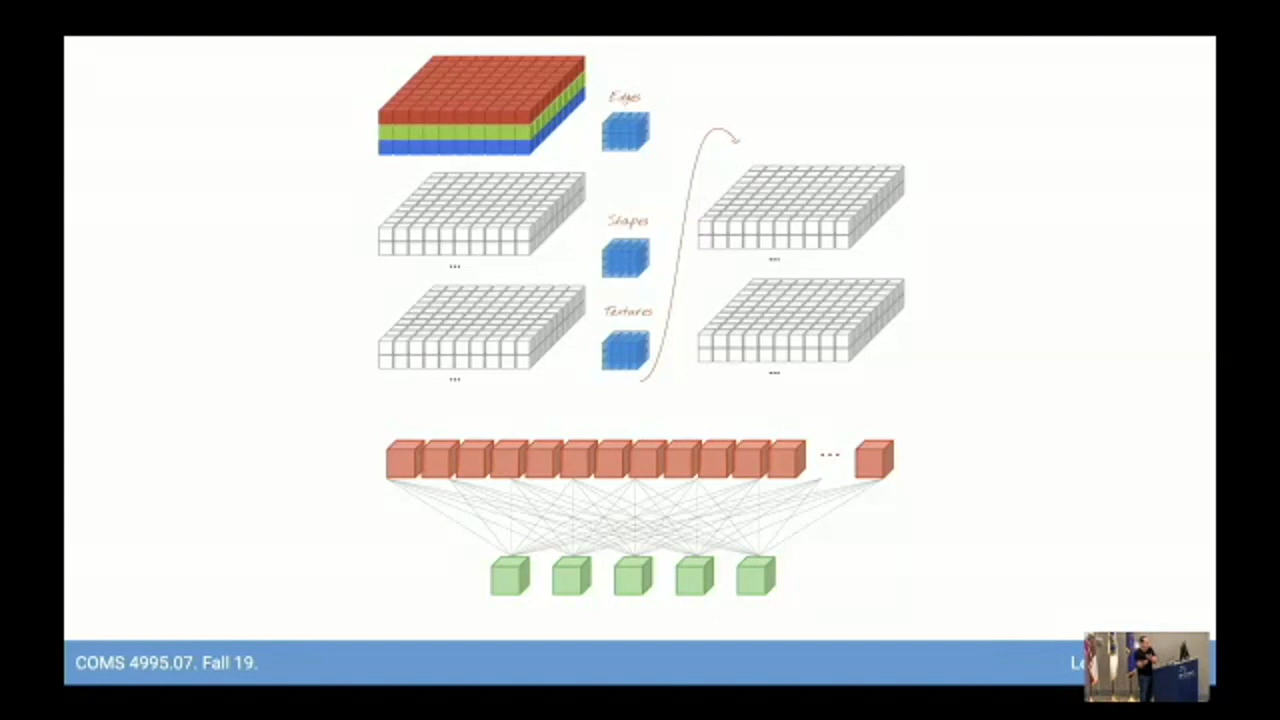 Edges
Shapes
...
Textures
...
...
...
...
COMS 4995.07. Fall 19.